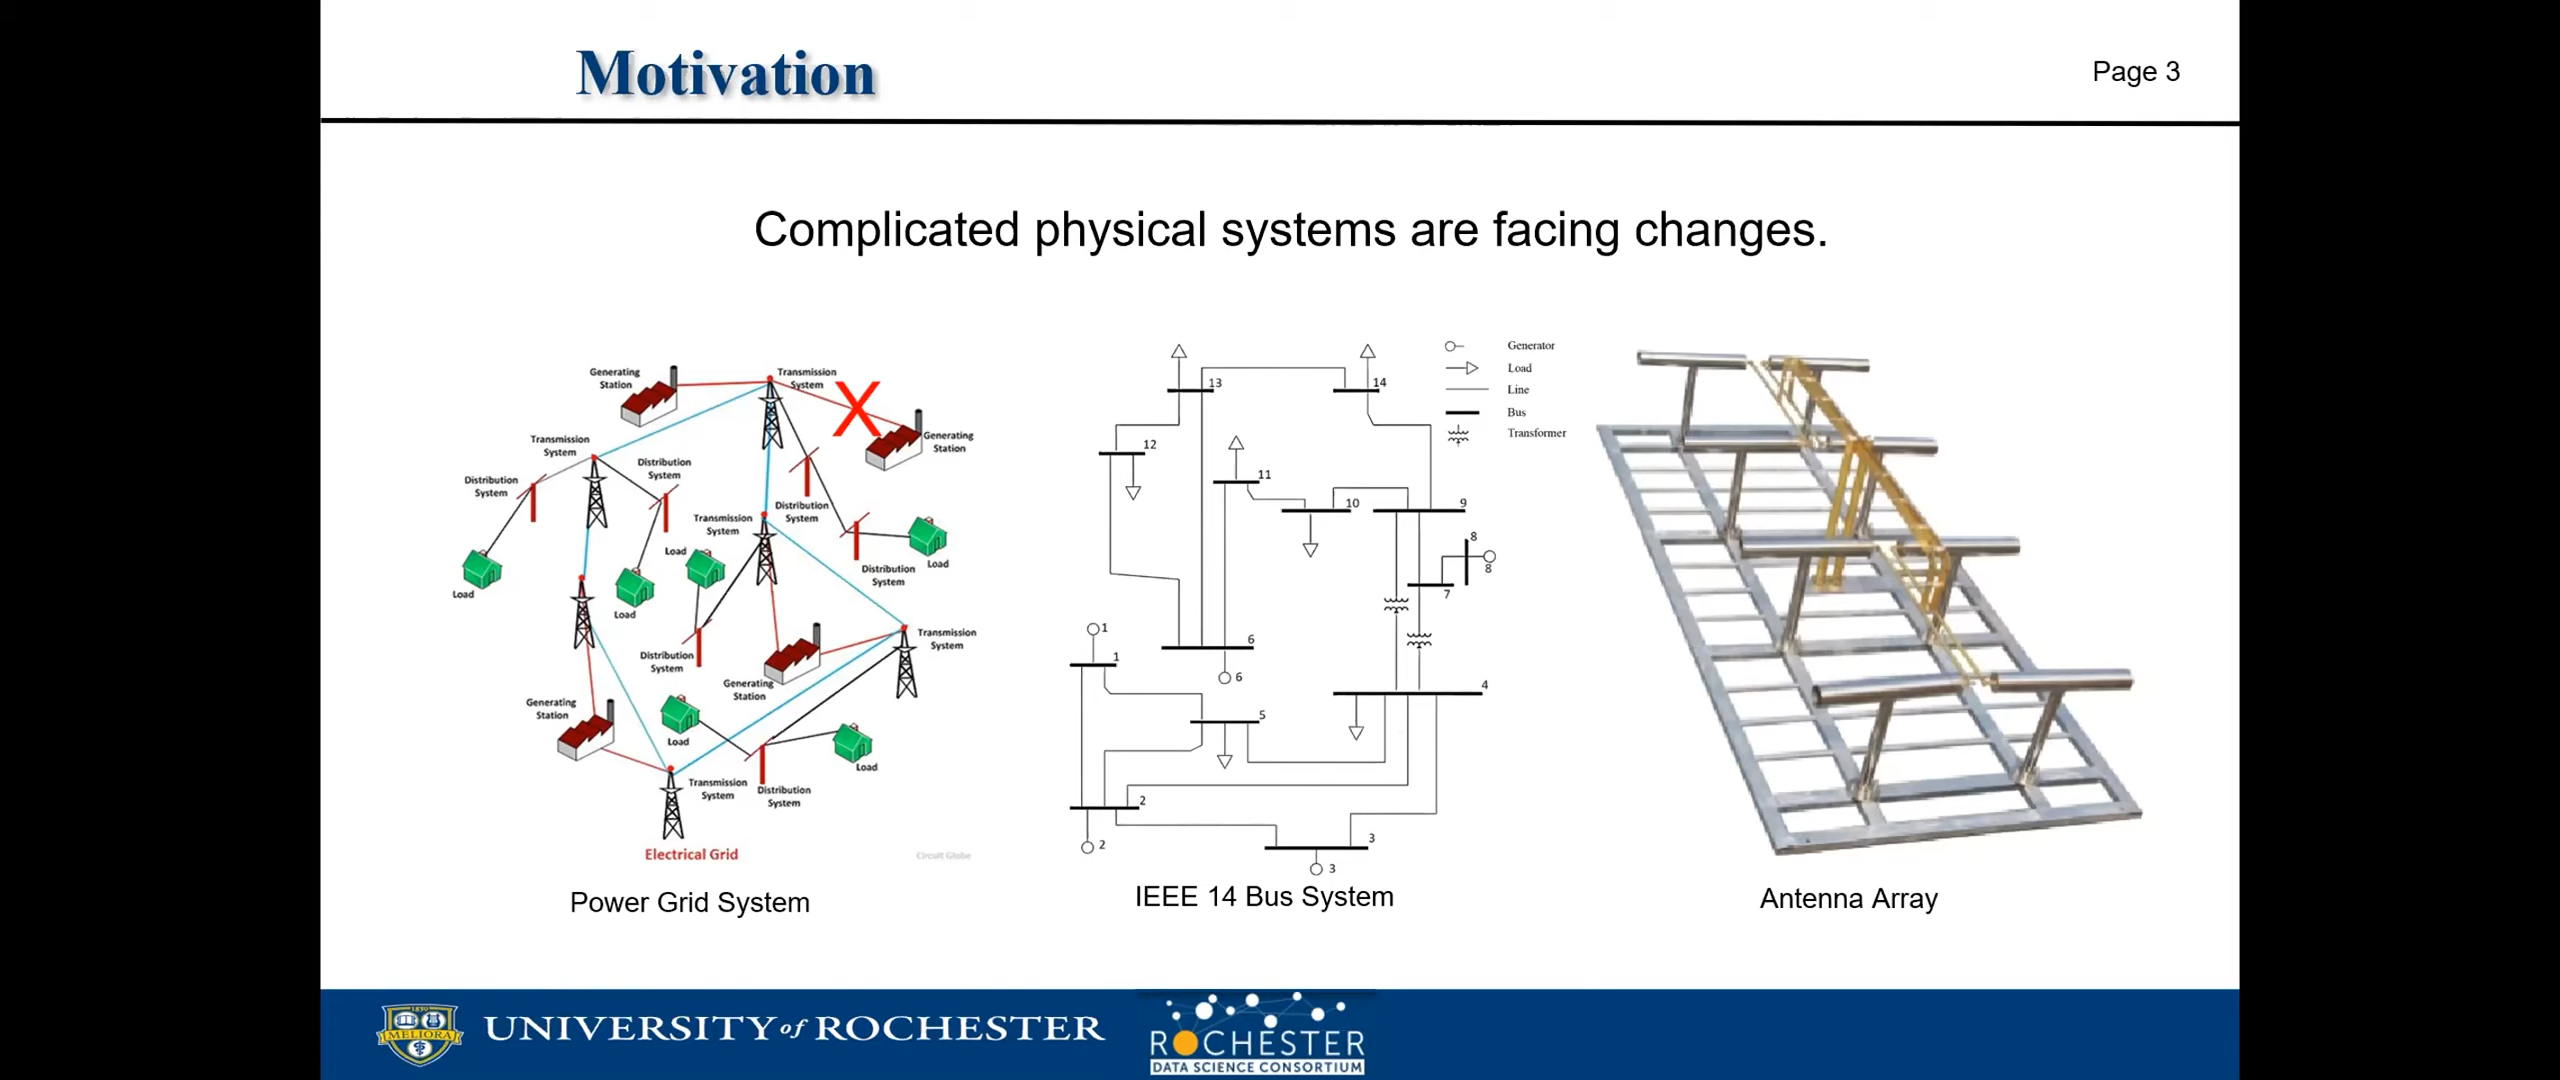 Motivation
Page 3
Complicated physical systems are facing changes.
Generating
Station
Transmission
System
X
Generating
Station
Transmission
System
Distribution
System
Distribution
System
Distribution
System
Transmission
System
Load
Load
Load
Distribution
System
Load
Distribution
System
Transmission
System
Generating
Station
Generating
Station
Load
Load
Transmission
System
Distribution
System
Electrical Grid
Circuit Globe
Power Grid System
Generator
Load
Line
Bus
Transformer
13
14
12
11
10
9
8
8
7
1
1
6
6
4
5
2
2
3
3
IEEE 14 Bus System
Antenna Array
1850
MELIORA
UNIVERSITY of ROCHESTER
ROCHESTER
DATA SCIENCE CONSORTIUM